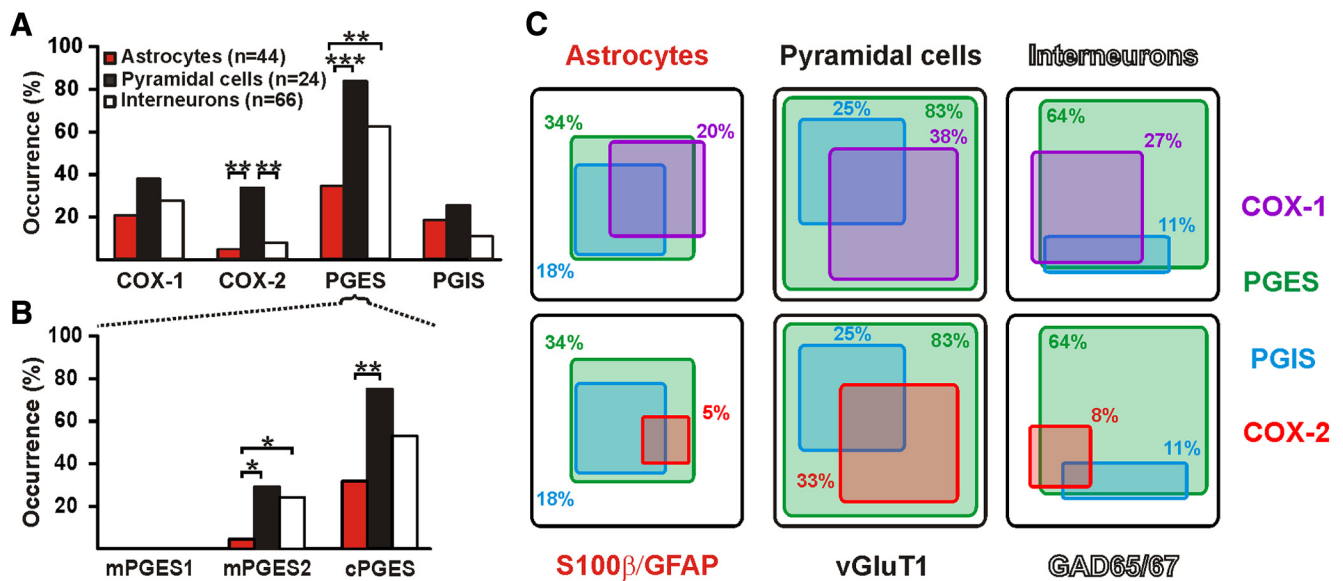 A
Occurrence (%)
100
80
60
40
20
Astrocytes (n=44)
Pyramidal cells (n=24)
Interneurons (n=66)
** **
***
**
COX-1 COX-2 PGES PGIS
B
Occurrence (%)
100
80
60
40
20
*
*
**
mPGES1 mPGES2 cPGES
C
Astrocytes Pyramidal cells Interneurons
34% 20% 18%
25% 83% 38%
64% 27% 11%
34% 5% 18%
25% 83% 33%
64% 8% 11%
COX-1
PGES
PGIS
COX-2
S100β/GFAP vGluT1 GAD65/67